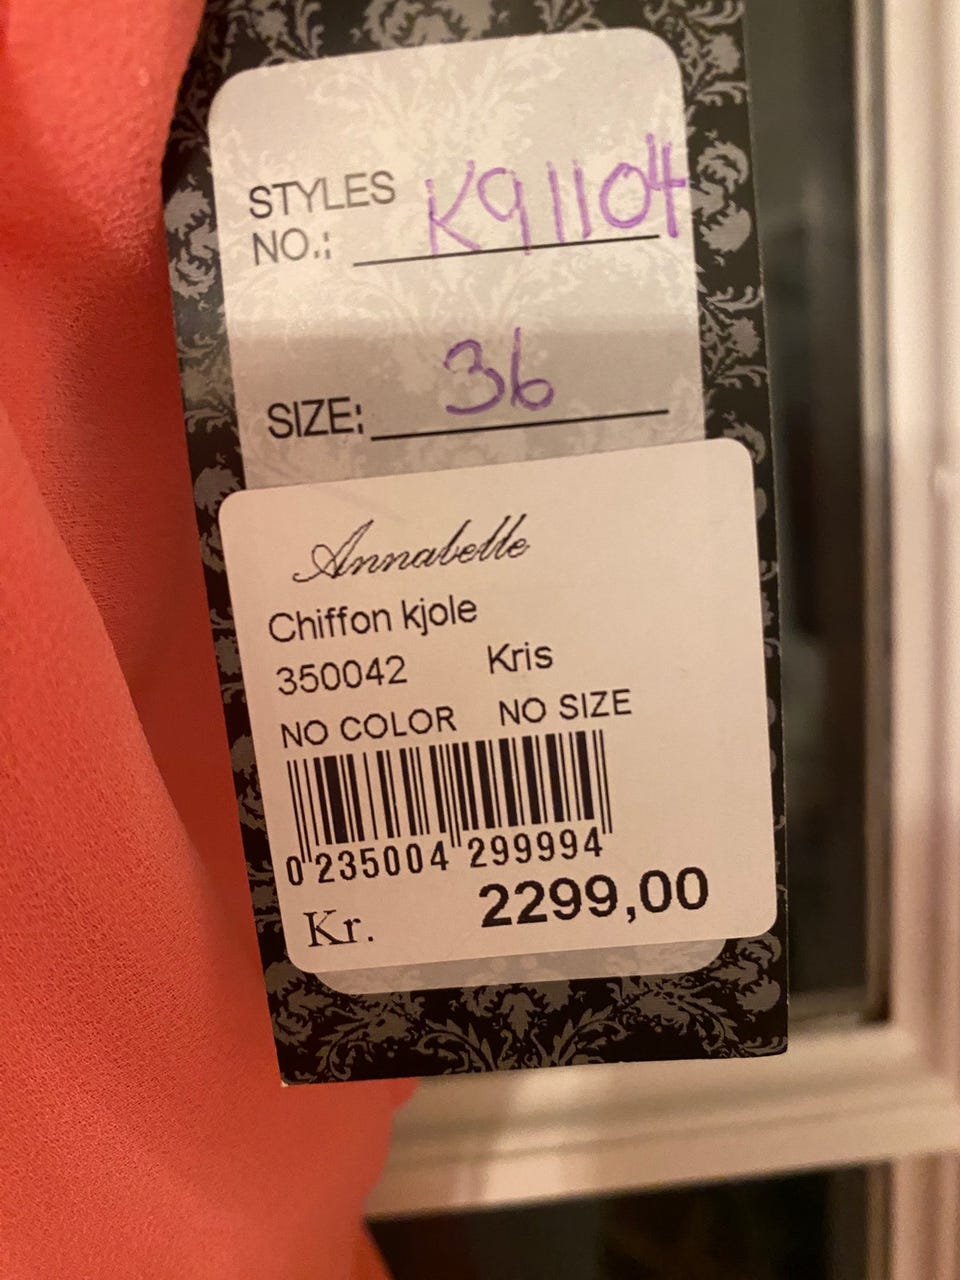 STYLES
NO.: K91104
SIZE: 36
Annabelle
Chiffon kjole
350042 Kris
NO COLOR NO SIZE
0 235004 299994
Kr. 2299,00